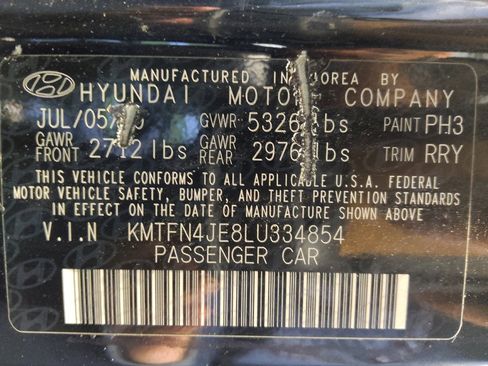 MANUFACTURED IN KOREA BY
HYUNDAI MOTOR COMPANY
JUL/05/ GVWR lbs PAINT PH3
GAWR FRONT 2712 lbs GAWR REAR lbs TRIM RRY
THIS VEHICLE CONFORMS TO ALL APPLICABLE U.S.A. FEDERAL
MOTOR VEHICLE SAFETY, BUMPER, AND THEFT PREVENTION STANDARDS
IN EFFECT ON THE DATE OF MANUFACTURE SHOWN ABOVE
V.I.N KMTFN4JE8LU334854
PASSENGER CAR